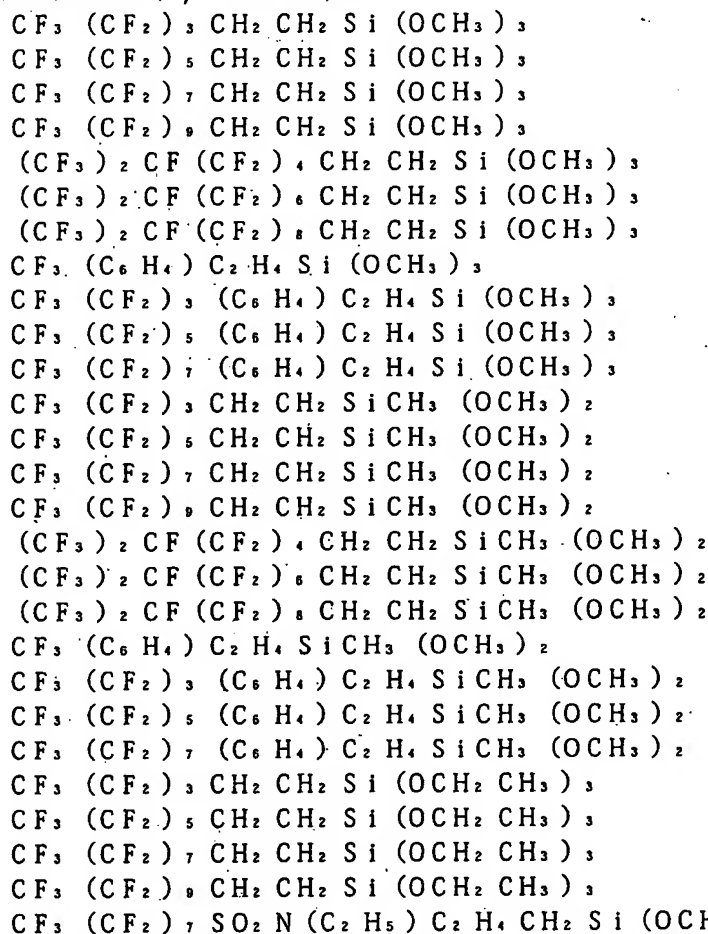 CF₃ (CF₂)₃ CH₂ CH₂ Si (OCH₃)₃
CF₃ (CF₂)₅ CH₂ CH₂ Si (OCH₃)₃
CF₃ (CF₂)₇ CH₂ CH₂ Si (OCH₃)₃
CF₃ (CF₂)₉ CH₂ CH₂ Si (OCH₃)₃
(CF₃)₂ CF (CF₂)₄ CH₂ CH₂ Si (OCH₃)₃
(CF₃)₂ CF (CF₂)₆ CH₂ CH₂ Si (OCH₃)₃
(CF₃)₂ CF (CF₂)₈ CH₂ CH₂ Si (OCH₃)₃
CF₃ (C₆ H₄) C₂ H₄ Si (OCH₃)₃
CF₃ (CF₂)₃ (C₆ H₄) C₂ H₄ Si (OCH₃)₃
CF₃ (CF₂)₅ (C₆ H₄) C₂ H₄ Si (OCH₃)₃
CF₃ (CF₂)₇ (C₆ H₄) C₂ H₄ Si (OCH₃)₃
CF₃ (CF₂)₃ CH₂ CH₂ SiCH₃ (OCH₃)₂
CF₃ (CF₂)₅ CH₂ CH₂ SiCH₃ (OCH₃)₂
CF₃ (CF₂)₇ CH₂ CH₂ SiCH₃ (OCH₃)₂
CF₃ (CF₂)₉ CH₂ CH₂ SiCH₃ (OCH₃)₂
(CF₃)₂ CF (CF₂)₄ CH₂ CH₂ SiCH₃ (OCH₃)₂
(CF₃)₂ CF (CF₂)₆ CH₂ CH₂ SiCH₃ (OCH₃)₂
(CF₃)₂ CF (CF₂)₈ CH₂ CH₂ SiCH₃ (OCH₃)₂
CF₃ (C₆ H₄) C₂ H₄ SiCH₃ (OCH₃)₂
CF₃ (CF₂)₃ (C₆ H₄) C₂ H₄ SiCH₃ (OCH₃)₂
CF₃ (CF₂)₅ (C₆ H₄) C₂ H₄ SiCH₃ (OCH₃)₂
CF₃ (CF₂)₇ (C₆ H₄) C₂ H₄ SiCH₃ (OCH₃)₂
CF₃ (CF₂)₃ CH₂ CH₂ Si (OCH₂ CH₃)₃
CF₃ (CF₂)₅ CH₂ CH₂ Si (OCH₂ CH₃)₃
CF₃ (CF₂)₇ CH₂ CH₂ Si (OCH₂ CH₃)₃
CF₃ (CF₂)₉ CH₂ CH₂ Si (OCH₂ CH₃)₃
CF₃ (CF₂)₇ SO₂ N (C₂ H₅) C₂ H₄ CH₂ Si (OC